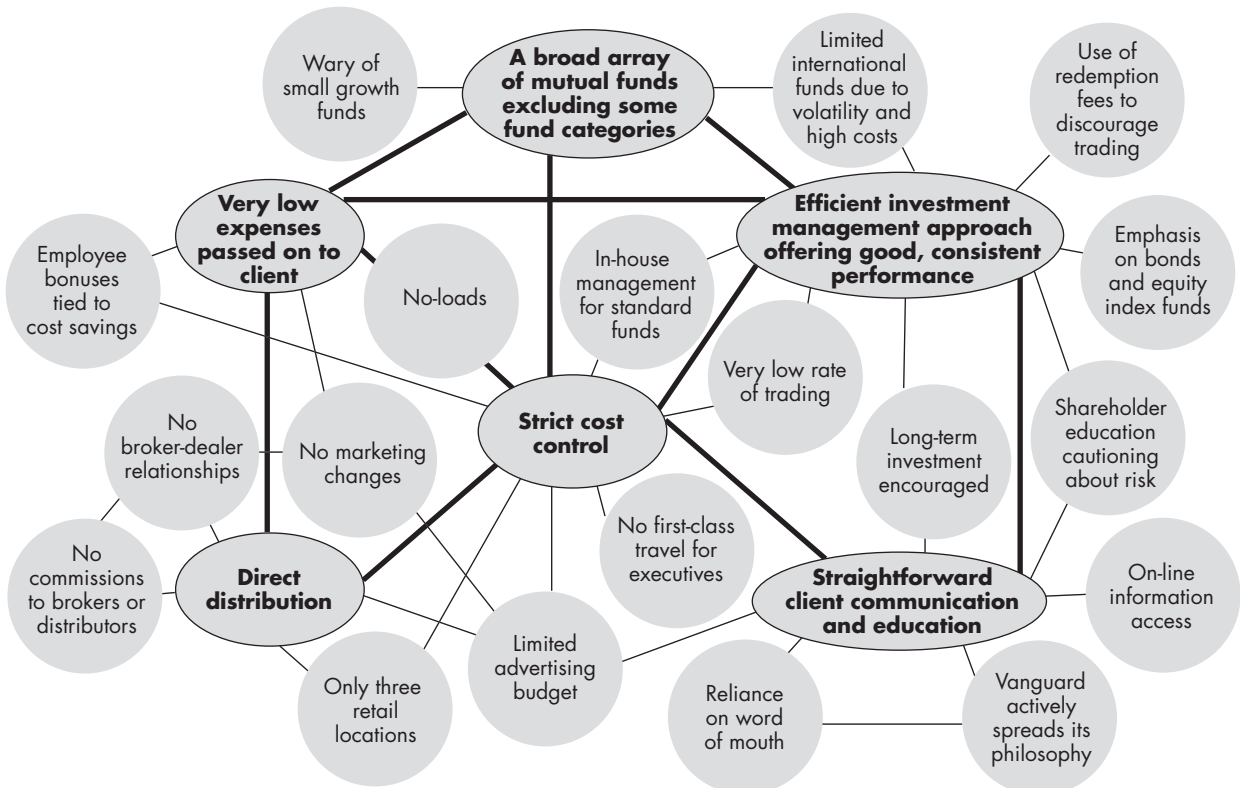 Wary of
small growth
funds
A broad array
of mutual funds
excluding some
fund categories
Limited
international
funds due to
volatility and
high costs
Use of
redemption
fees to
discourage
trading
Very low
expenses
passed on to
client
Efficient investment
management approach
offering good, consistent
performance
Employee
bonuses
tied to
cost savings
No-loads
In-house
management
for standard
funds
Emphasis
on bonds
and equity
index funds
Very low rate
of trading
No
broker-dealer
relationships
No marketing
changes
Strict cost
control
Long-term
investment
encouraged
Shareholder
education
cautioning
about risk
No
commissions
to brokers or
distributors
Direct
distribution
No first-class
travel for
executives
Straightforward
client communication
and education
On-line
information
access
Only three
retail
locations
Limited
advertising
budget
Reliance
on word
of mouth
Vanguard
actively
spreads its
philosophy